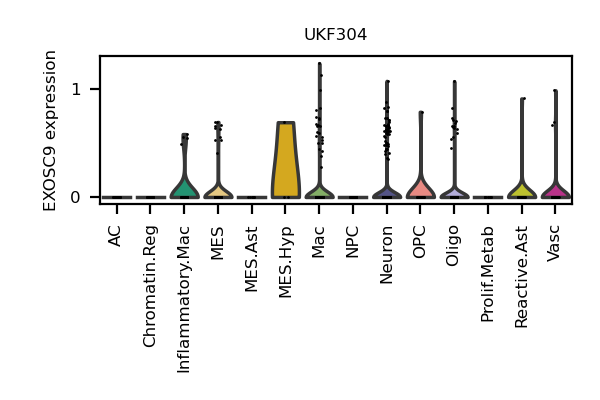 UKF304
EXOSC9 expression
1
0
AC
Chromatin.Reg
Inflammatory.Mac
MES
MES.Ast
MES.Hyp
Mac
NPC
Neuron
OPC
Oligo
Prolif.Metab
Reactive.Ast
Vasc